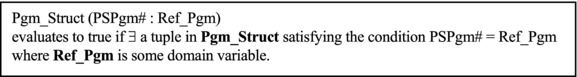 Pgm_Struct (PSPgm# : Ref_Pgm)
evaluates to true if ∃ a tuple in Pgm_Struct satisfying the condition PSPgm# = Ref_Pgm
where Ref_Pgm is some domain variable.